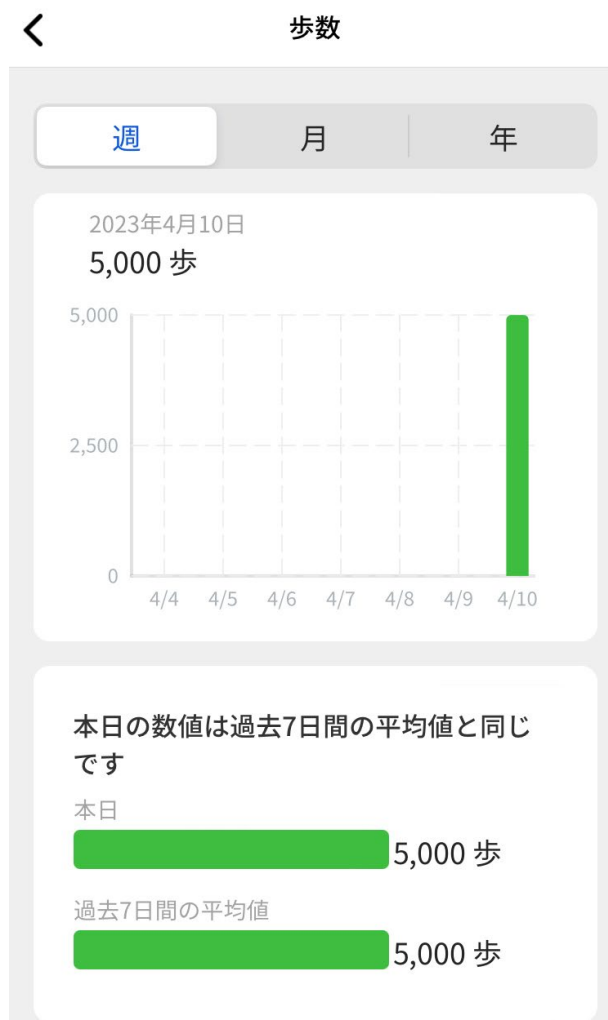 歩数
週 月 年
2023年4月10日
5,000 歩
5,000
2,500
0
4/4 4/5 4/6 4/7 4/8 4/9 4/10
本日の数値は過去7日間の平均値と同じ
です
本日
5,000 歩
過去7日間の平均値
5,000 歩